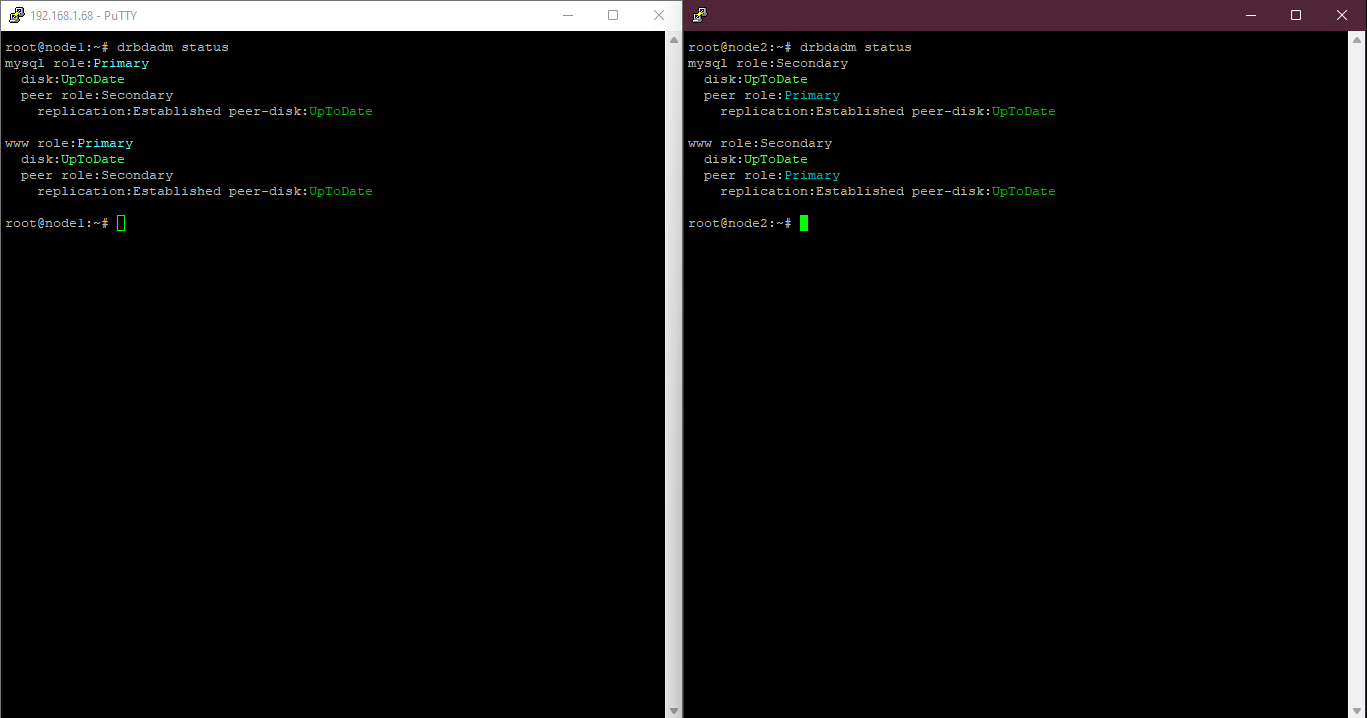 192.168.1.68 - PuTTY
root@node1:~# drbdadm status
mysql role:Primary
  disk:UpToDate
  peer role:Secondary
    replication:Established peer-disk:UpToDate
www role:Primary
  disk:UpToDate
  peer role:Secondary
    replication:Established peer-disk:UpToDate
root@node1:~#
root@node2:~# drbdadm status
mysql role:Secondary
  disk:UpToDate
  peer role:Primary
    replication:Established peer-disk:UpToDate
www role:Secondary
  disk:UpToDate
  peer role:Primary
    replication:Established peer-disk:UpToDate
root@node2:~#